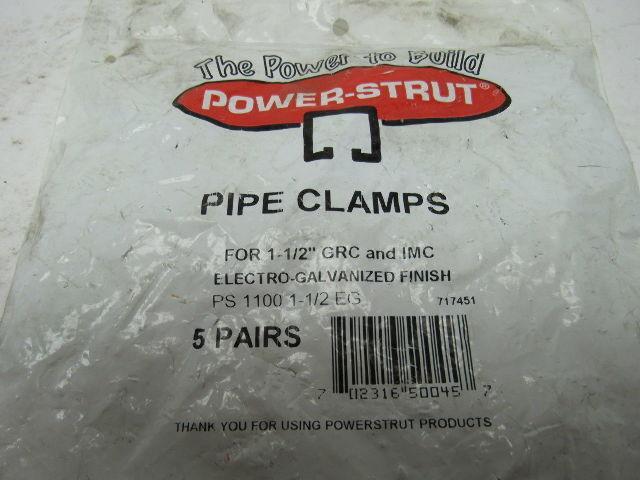 The Power to Build
POWER-STRUT®
PIPE CLAMPS
FOR 1-1/2" GRC and IMC
ELECTRO-GALVANIZED FINISH
PS 1100 1-1/2 EG 717451
5 PAIRS
7 12316 50045 7
THANK YOU FOR USING POWERSTRUT PRODUCTS